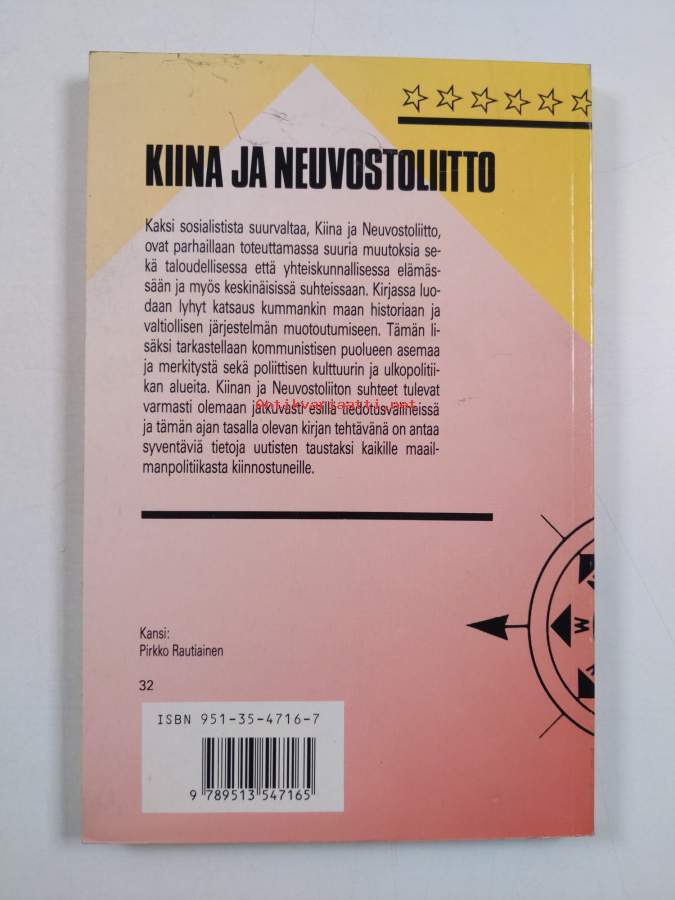 KIINA JA NEUVOSTOLIITTO
Kaksi sosialistista suurvaltaa, Kiina ja Neuvostoliitto,
ovat parhaillaan toteuttamassa suuria muutoksia se-
kä taloudellisessa että yhteiskunnallisessa elämäs-
sään ja myös keskinäisissä suhteissaan. Kirjassa luo-
daan lyhyt katsaus kummankin maan historiaan ja
valtiollisen järjestelmän muotoutumiseen. Tämän li-
säksi tarkastellaan kommunistisen puolueen asemaa
ja merkitystä sekä poliittisen kulttuurin ja ulkopolitii-
kan alueita. Kiinan ja Neuvostoliiton suhteet tulevat
Antikvariaatti.net
varmasti olemaan jatkuvasti esillä tiedotusvälineissä
ja tämän ajan tasalla olevan kirjan tehtävänä on antaa
syventäviä tietoja uutisten taustaksi kaikille maail-
manpolitiikasta kiinnostuneille.
W
Kansi:
Pirkko Rautiainen
32
ISBN 951-35-4716-7
9 789513 547165